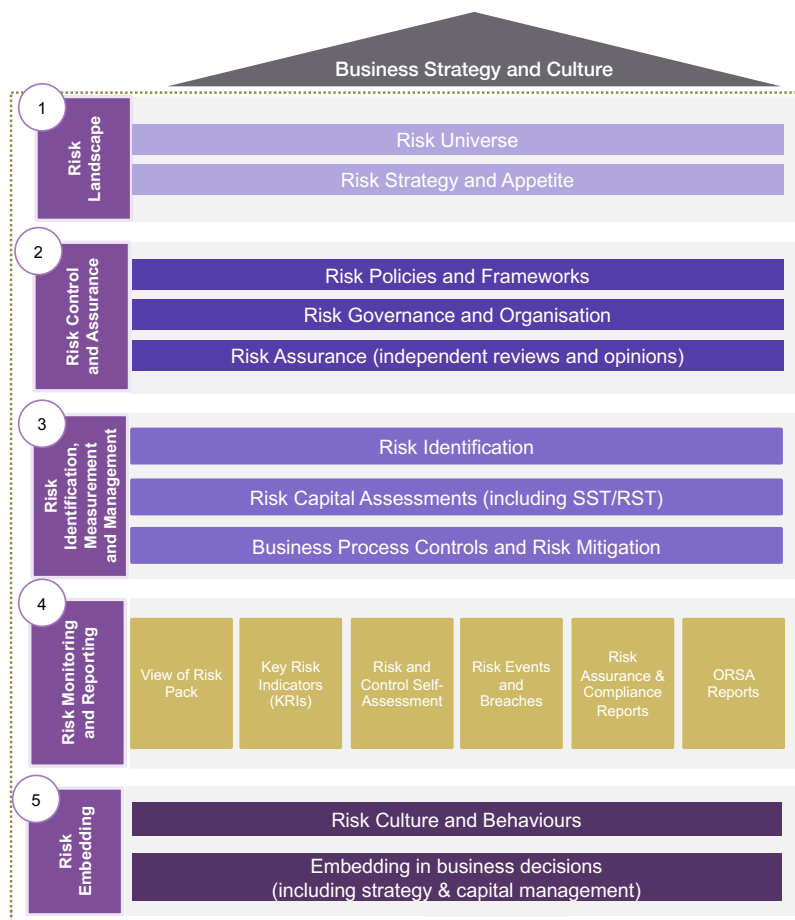 Business Strategy and Culture
1
Risk
Landscape
Risk Universe
Risk Strategy and Appetite
2
Risk Control
and Assurance
Risk Policies and Frameworks
Risk Governance and Organisation
Risk Assurance (independent reviews and opinions)
3
Risk
Identification,
Measurement
and Management
Risk Identification
Risk Capital Assessments (including SST/RST)
Business Process Controls and Risk Mitigation
4
Risk Monitoring
and Reporting
View of Risk
Pack
Key Risk
Indicators
(KRIs)
Risk and
Control Self-
Assessment
Risk Events
and
Breaches
Risk
Assurance &
Compliance
Reports
ORSA
Reports
5
Risk
Embedding
Risk Culture and Behaviours
Embedding in business decisions
(including strategy & capital management)